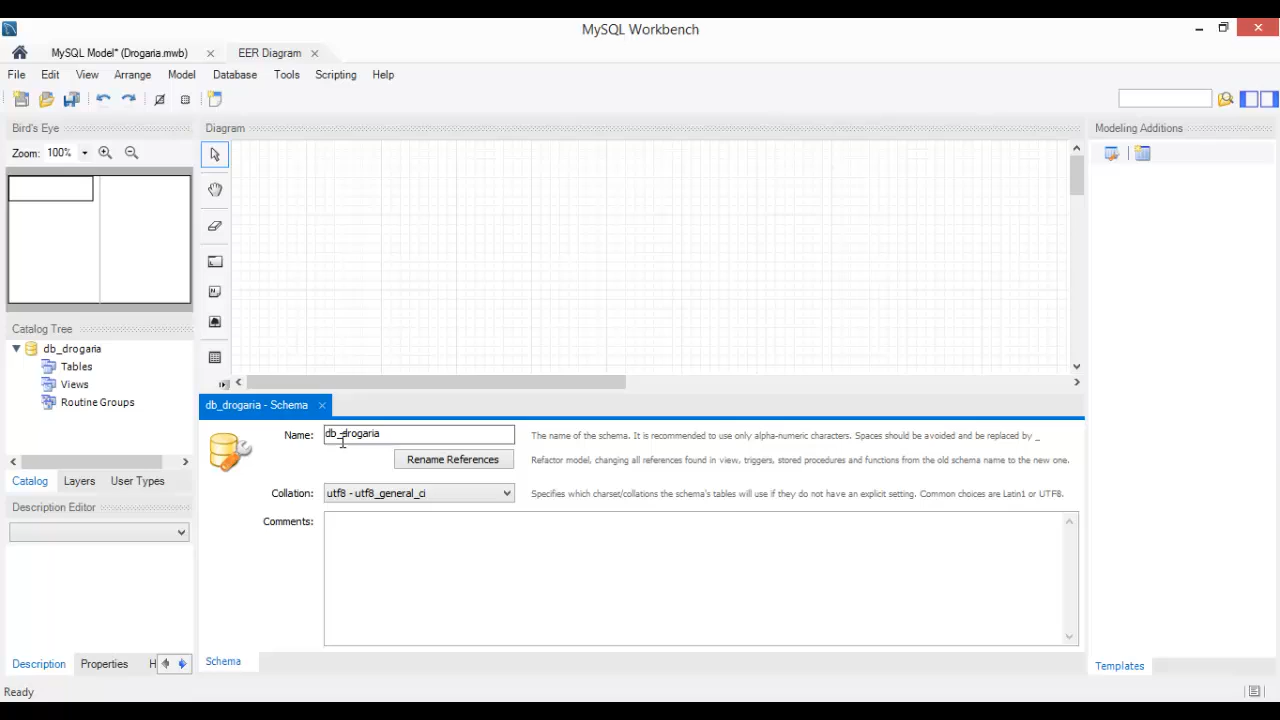 MySQL Workbench
MySQL Model* (Drogaria.mwb) EER Diagram
File Edit View Arrange Model Database Tools Scripting Help
Bird's Eye
Zoom: 100%
Diagram
Modeling Additions
Catalog Tree
db_drogaria
Tables
Views
Routine Groups
Catalog Layers User Types
Description Editor
Description Properties H
db_drogaria - Schema
Name: db_drogaria The name of the schema. It is recommended to use only alpha-numeric characters. Spaces should be avoided and be replaced by _
Rename References Refactor model, changing all references found in view, triggers, stored procedures and functions from the old schema name to the new one.
Collation: utf8 - utf8_general_ci Specifies which charset/collations the schema's tables will use if they do not have an explicit setting. Common choices are Latin1 or UTF8.
Comments:
Schema
Templates
Ready